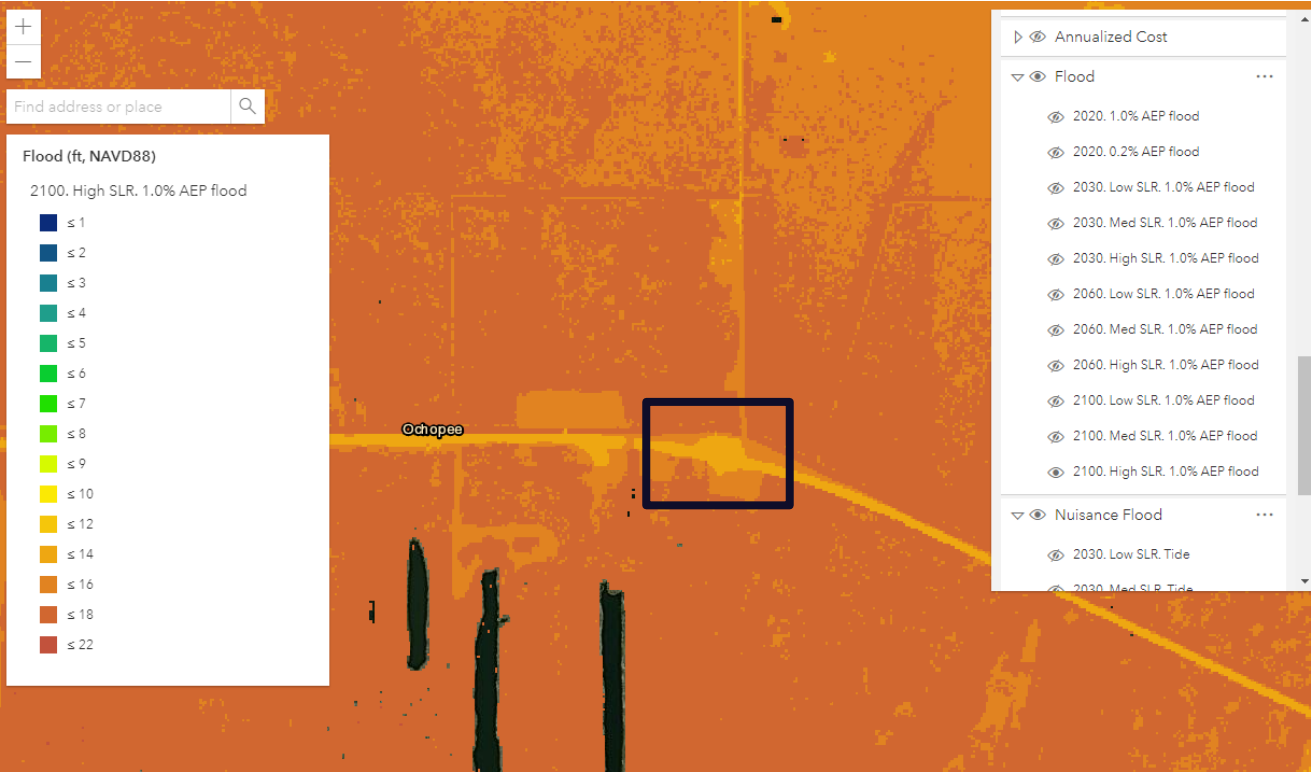 +
−
Find address or place
Flood (ft, NAVD88)
2100. High SLR. 1.0% AEP flood
≤ 1
≤ 2
≤ 3
≤ 4
≤ 5
≤ 6
≤ 7
≤ 8
≤ 9
≤ 10
≤ 12
≤ 14
≤ 16
≤ 18
≤ 22
Ochopee
Annualized Cost
Flood
2020. 1.0% AEP flood
2020. 0.2% AEP flood
2030. Low SLR. 1.0% AEP flood
2030. Med SLR. 1.0% AEP flood
2030. High SLR. 1.0% AEP flood
2060. Low SLR. 1.0% AEP flood
2060. Med SLR. 1.0% AEP flood
2060. High SLR. 1.0% AEP flood
2100. Low SLR. 1.0% AEP flood
2100. Med SLR. 1.0% AEP flood
2100. High SLR. 1.0% AEP flood
Nuisance Flood
2030. Low SLR. Tide
2030. Med SLR. Tide